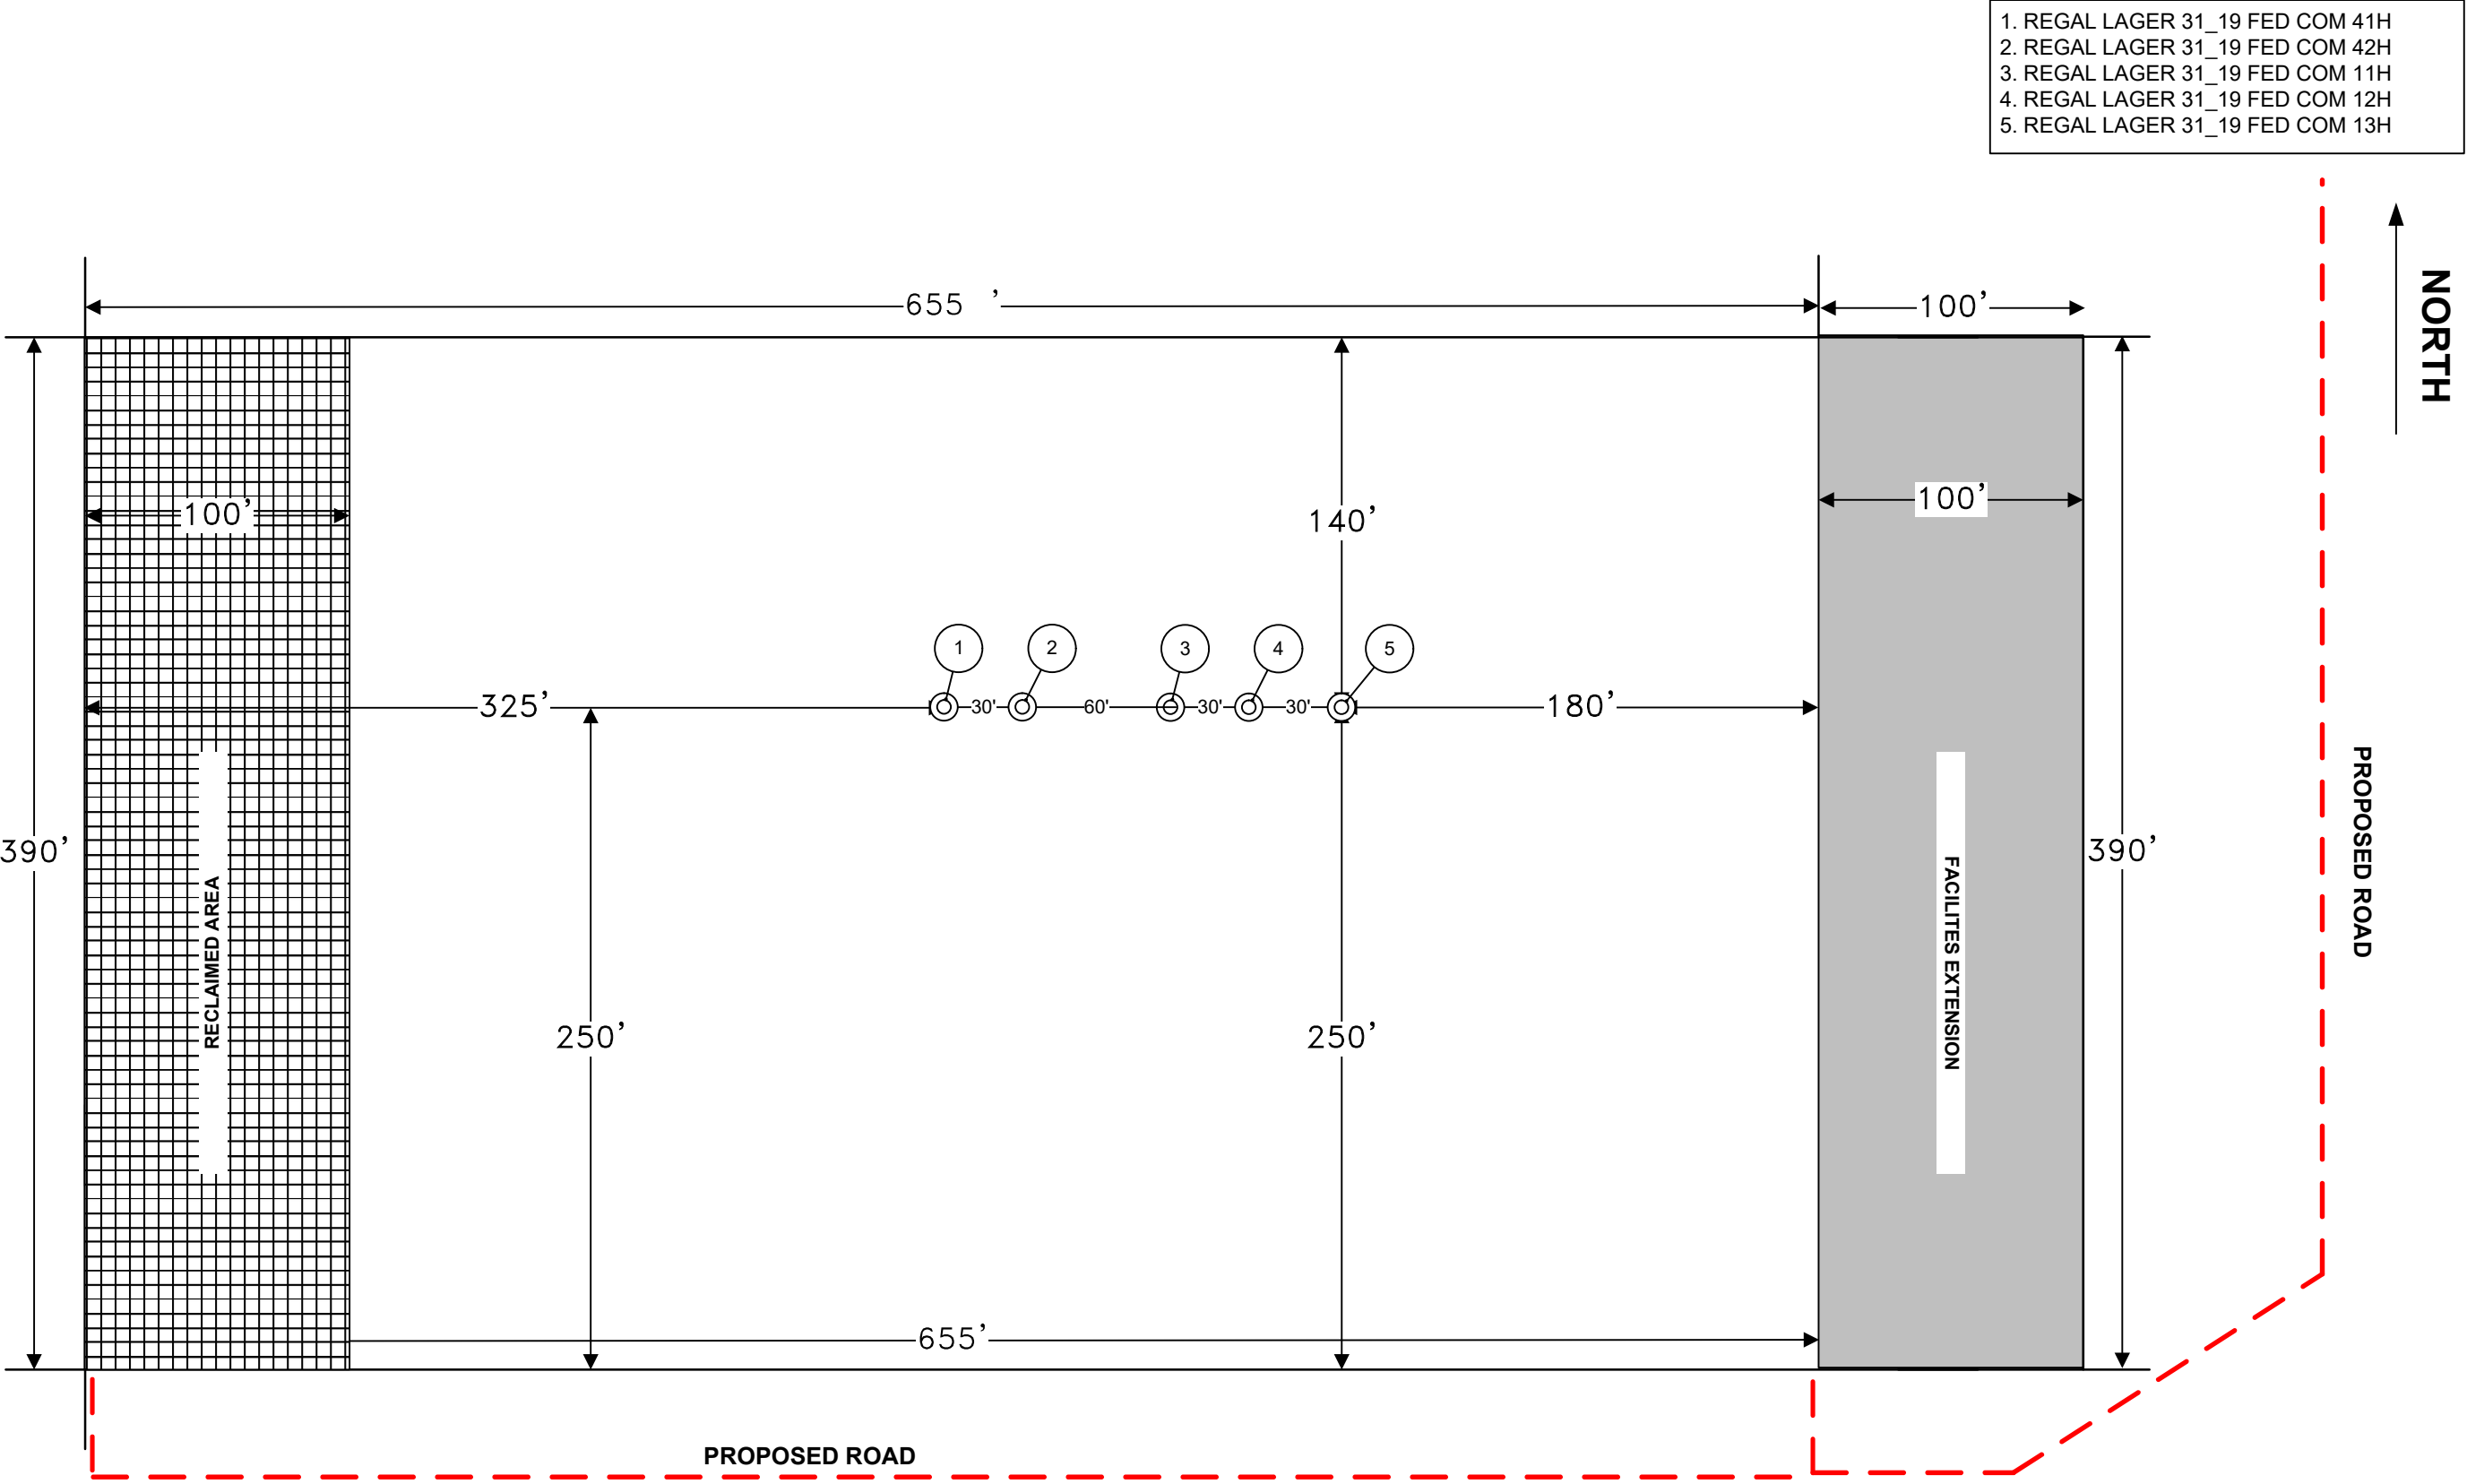 1. REGAL LAGER 31_19 FED COM 41H
2. REGAL LAGER 31_19 FED COM 42H
3. REGAL LAGER 31_19 FED COM 11H
4. REGAL LAGER 31_19 FED COM 12H
5. REGAL LAGER 31_19 FED COM 13H
NORTH
655 '
100'
100'
100'
140'
1
2
3
4
5
325'
30'
60'
30'
30'
180'
390'
390'
RECLAIMED AREA
FACILITES EXTENSION
PROPOSED ROAD
250'
250'
655'
PROPOSED ROAD